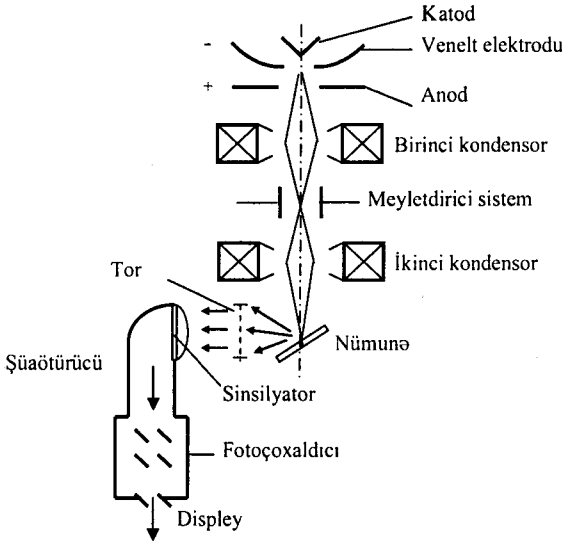 Katod
-
Venelt elektrodu
+
Anod
Birinci kondensor
Meyletdirici sistem
İkinci kondensor
Tor
Nümunə
Şüaötürücü
Sinsilyator
Fotoçoxaldıcı
Displey